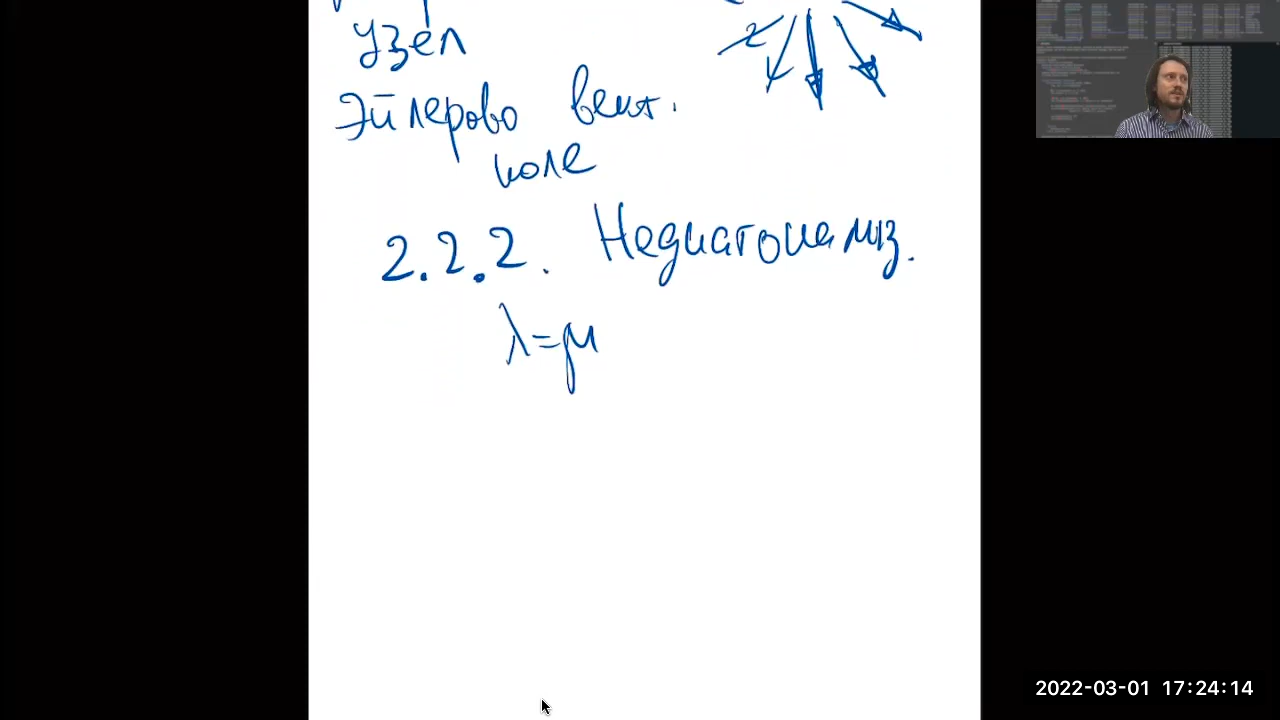 узел
Эйлерово вект.
поле
2.2.2. Недиагонализ.
λ=μ
2022-03-01 17:24:14